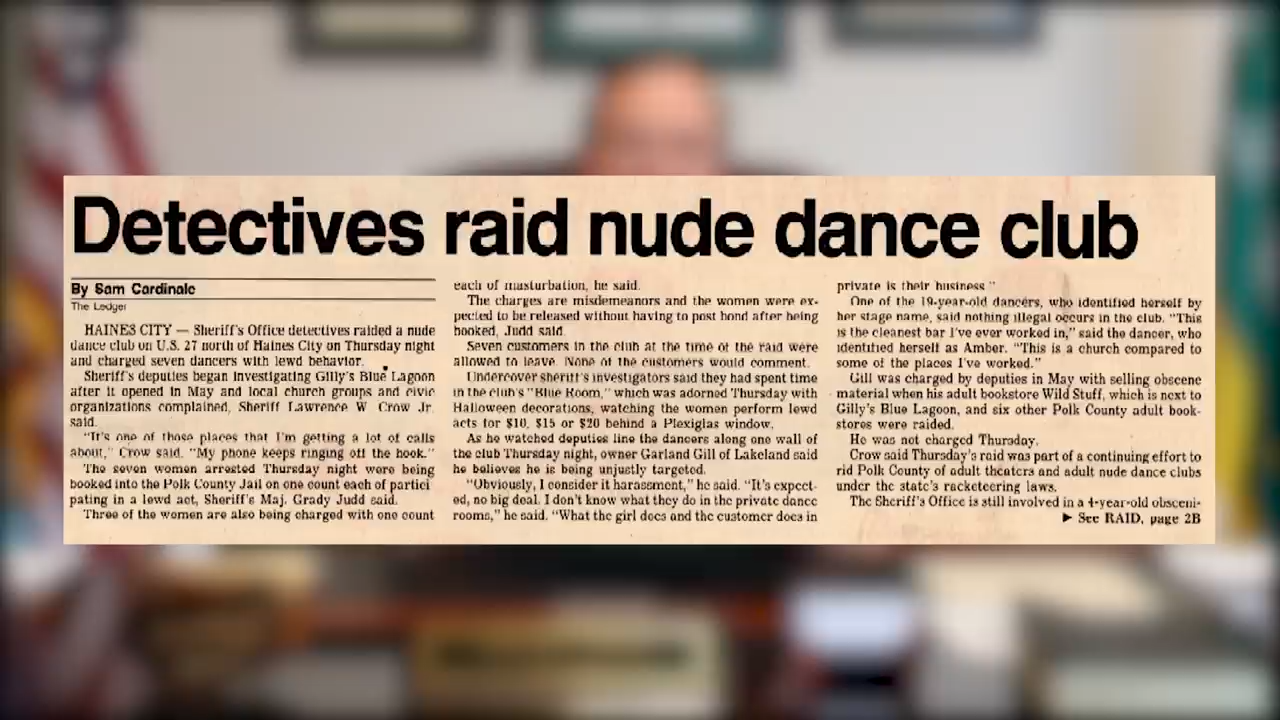 Detectives raid nude dance club
By Sam Cardinale
The Ledger
HAINES CITY — Sheriff's Office detectives raided a nude
dance club on U.S. 27 north of Haines City on Thursday night
and charged seven dancers with lewd behavior.
Sheriff's deputies began investigating Gilly's Blue Lagoon
after it opened in May and local church groups and civic
organizations complained, Sheriff Lawrence W. Crow Jr.
said.
"It's one of those places that I'm getting a lot of calls
about," Crow said. "My phone keeps ringing off the hook."
The seven women arrested Thursday night were being
booked into the Polk County Jail on one count each of partici-
pating in a lewd act, Sheriff's Maj. Grady Judd said.
Three of the women are also being charged with one count
each of masturbation, he said.
The charges are misdemeanors and the women were ex-
pected to be released without having to post bond after being
booked, Judd said.
Seven customers in the club at the time of the raid were
allowed to leave. None of the customers would comment.
Undercover sheriff's investigators said they had spent time
in the club's "Blue Room," which was adorned Thursday with
Halloween decorations, watching the women perform lewd
acts for $10, $15 or $20 behind a Plexiglas window.
As he watched deputies line the dancers along one wall of
the club Thursday night, owner Garland Gill of Lakeland said
he believes he is being unjustly targeted.
"Obviously, I consider it harassment," he said. "It's expect-
ed, no big deal. I don't know what they do in the private dance
rooms," he said. "What the girl does and the customer does in
private is their business."
One of the 19-year-old dancers, who identified herself by
her stage name, said nothing illegal occurs in the club. "This
is the cleanest bar I've ever worked in," said the dancer, who
identified herself as Amber. "This is a church compared to
some of the places I've worked."
Gill was charged by deputies in May with selling obscene
material when his adult bookstore Wild Stuff, which is next to
Gilly's Blue Lagoon, and six other Polk County adult book-
stores were raided.
He was not charged Thursday.
Crow said Thursday's raid was part of a continuing effort to
rid Polk County of adult theaters and adult nude dance clubs
under the state's racketeering laws.
The Sheriff's Office is still involved in a 4-year-old obsceni-
► See RAID, page 2B